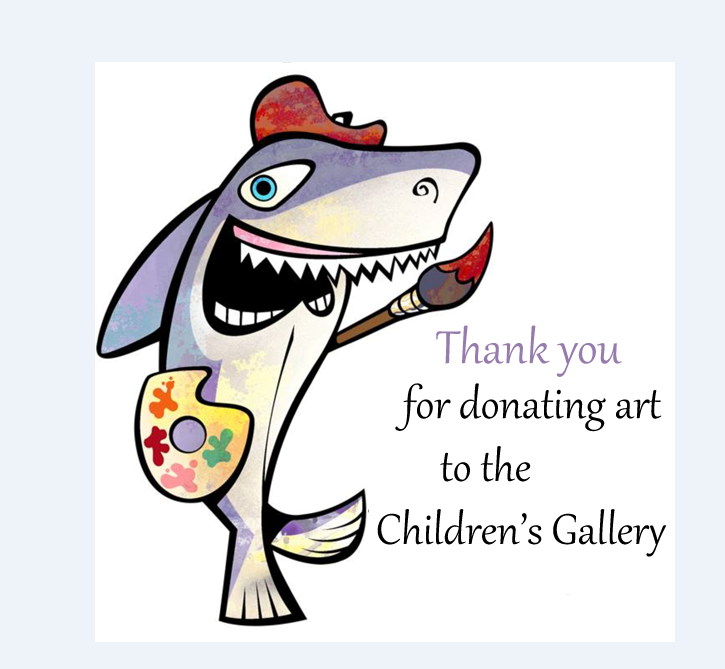 Thank you
for donating art
to the
Children’s Gallery